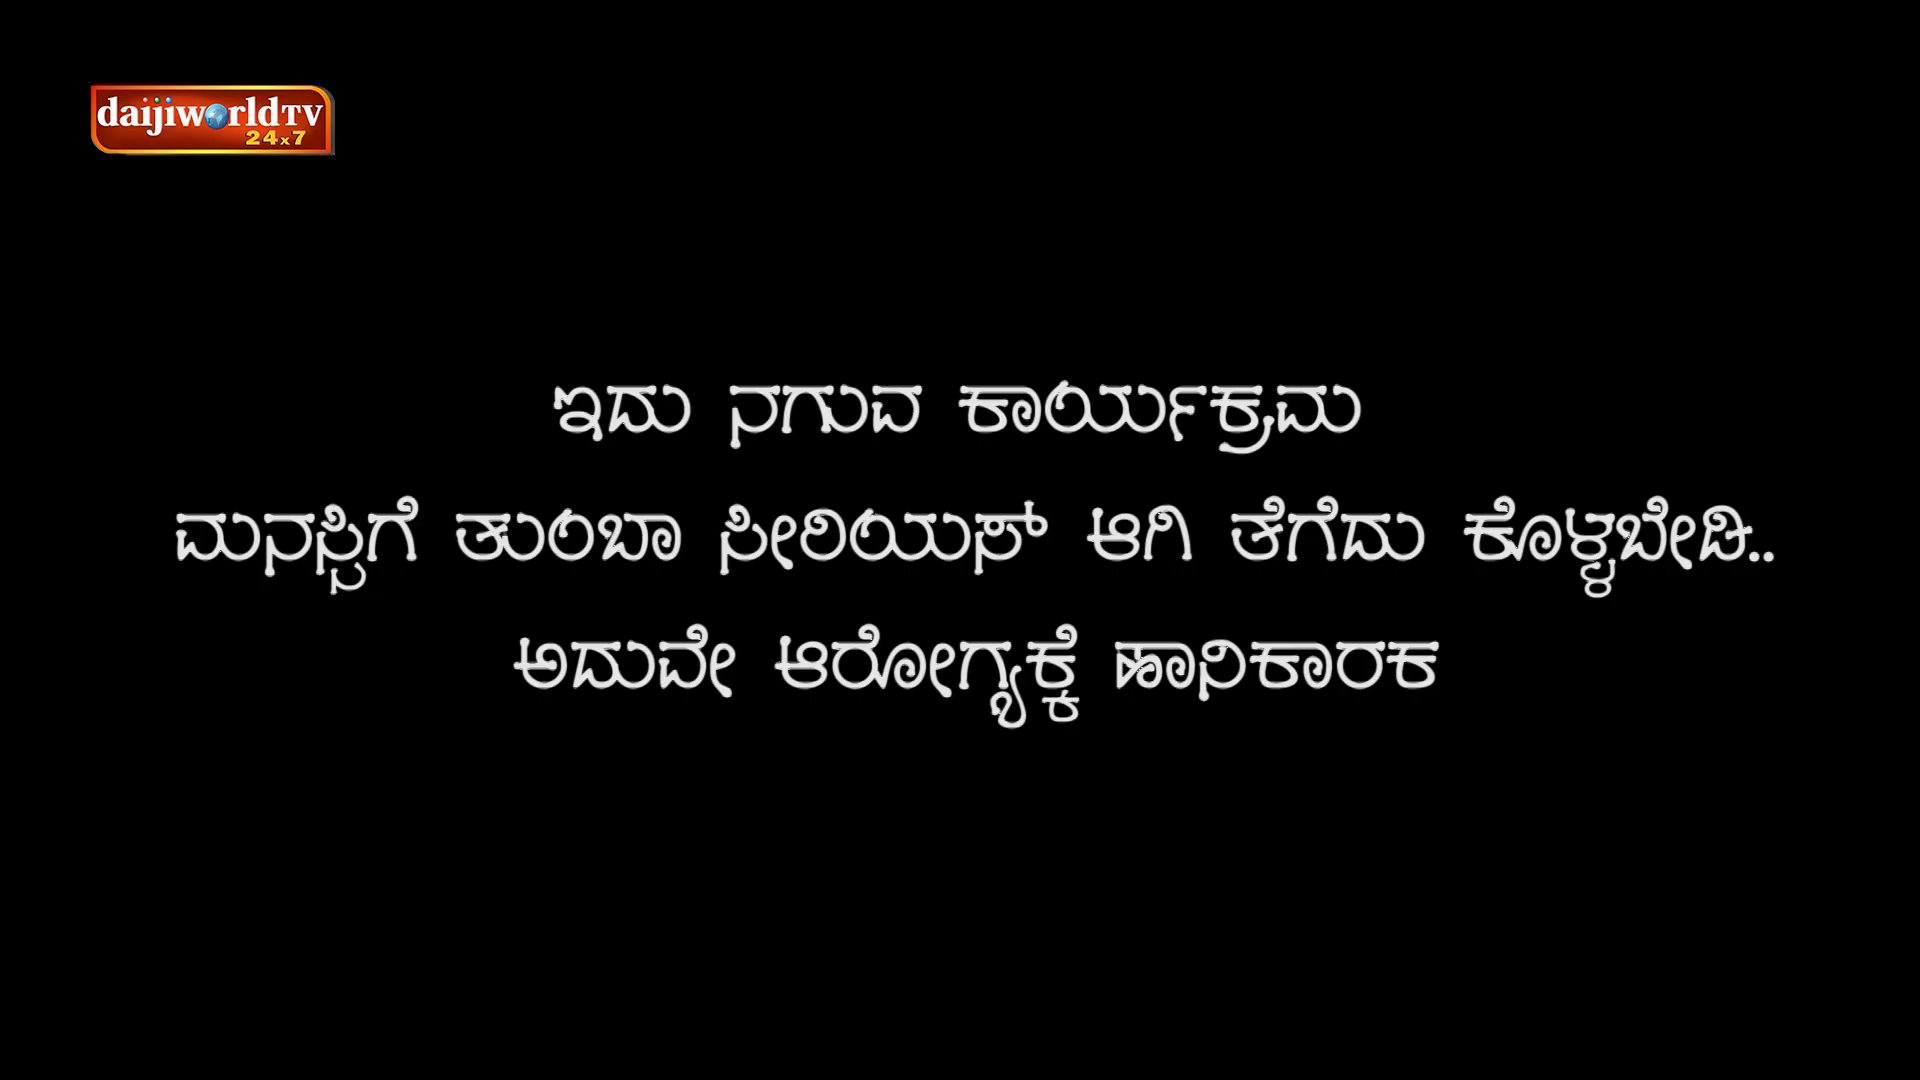 daijiworldTV
24x7
ಇದು ನಗುವ ಕಾರ್ಯಕ್ರಮ
ಮನಸ್ಸಿಗೆ ತುಂಬಾ ಸೀರಿಯಸ್ ಆಗಿ ತೆಗೆದು ಕೊಳ್ಳಬೇಡಿ..
ಅದುವೇ ಆರೋಗ್ಯಕ್ಕೆ ಹಾನಿಕಾರಕ